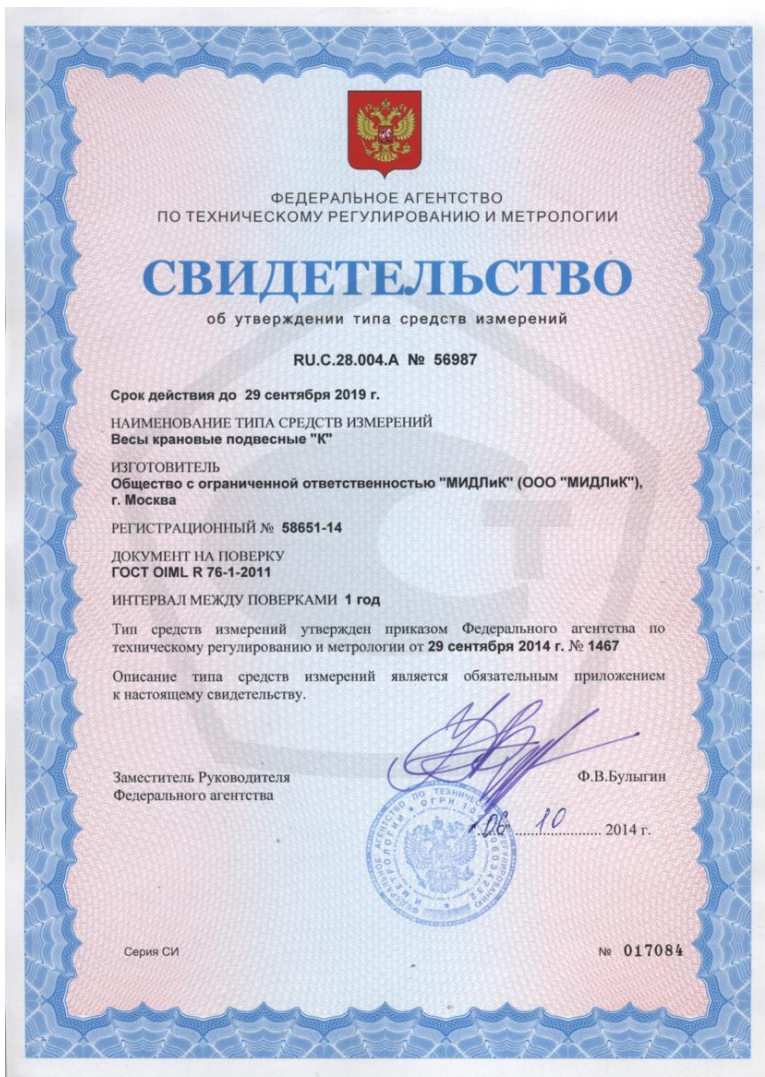 ФЕДЕРАЛЬНОЕ АГЕНТСТВО
ПО ТЕХНИЧЕСКОМУ РЕГУЛИРОВАНИЮ И МЕТРОЛОГИИ
СВИДЕТЕЛЬСТВО
об утверждении типа средств измерений
RU.C.28.004.A № 56987
Срок действия до 29 сентября 2019 г.
НАИМЕНОВАНИЕ ТИПА СРЕДСТВ ИЗМЕРЕНИЙ
Весы крановые подвесные "К"
ИЗГОТОВИТЕЛЬ
Общество с ограниченной ответственностью "МИДЛиК" (ООО "МИДЛиК"),
г. Москва
РЕГИСТРАЦИОННЫЙ № 58651-14
ДОКУМЕНТ НА ПОВЕРКУ
ГОСТ OIML R 76-1-2011
ИНТЕРВАЛ МЕЖДУ ПОВЕРКАМИ 1 год
Тип средств измерений утвержден приказом Федерального агентства по
техническому регулированию и метрологии от 29 сентября 2014 г. № 1467
Описание типа средств измерений является обязательным приложением
к настоящему свидетельству.
Заместитель Руководителя
Федерального агентства
Ф.В.Булыгин
"06" 10 2014 г.
Серия СИ
№ 017084